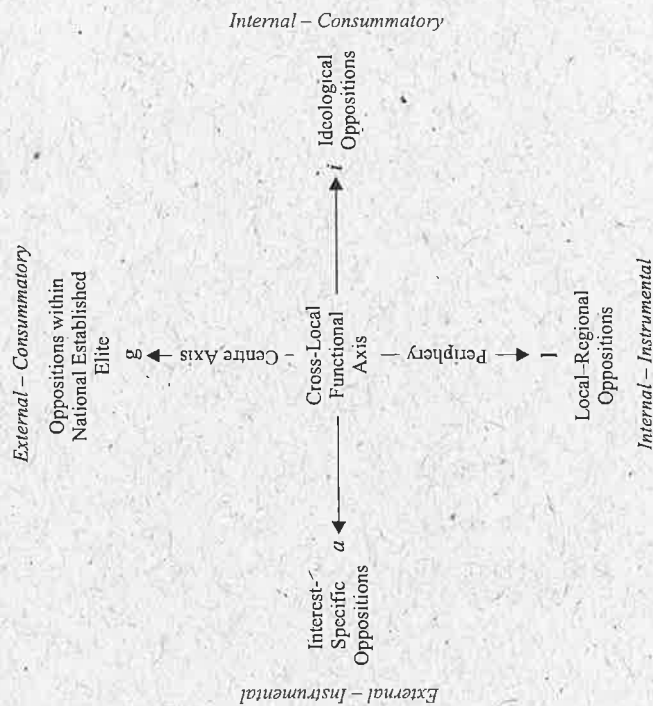 External – Consummatory
Oppositions within
National Established
Elite
g
– Centre Axis
Interest-
Specific
Oppositions
a
Cross-Local
Functional
Axis
i
Ideological
Oppositions
External – Instrumental
Internal – Consummatory
Periphery –
l
Local–Regional
Oppositions
Internal – Instrumental